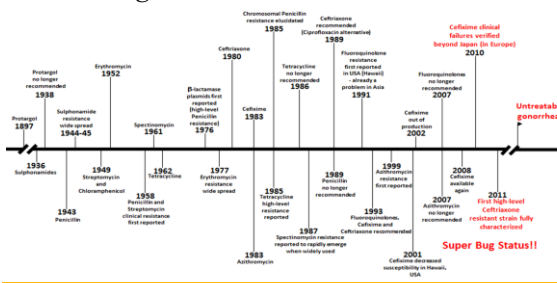 Protargol
1897
Protargol
no longer
recommended
1938
Sulphonamide
resistance
wide spread
1944-45
Erythromycin
1952
Spectinomycin
1961
β-lactamase
plasmids first
reported
(high-level
Penicillin
resistance)
1976
Ceftriaxone
1980
Cefixime
1983
Chromosomal Penicillin
resistance elucidated
1985
Tetracycline
no longer
recommended
1986
Ceftriaxone
recommended
(Ciprofloxacin alternative)
1989
Fluoroquinolone
resistance
first reported
in USA (Hawaii)
- already a
problem in Asia
1991
Cefixime
out of
production
2002
Fluoroquinolones
no longer
recommended
2007
Cefixime clinical
failures verified
beyond Japan (in Europe)
2010
Untreatab
gonorrhea
1936
Sulphonamides
1943
Penicillin
1949
Streptomycin
and
Chloramphenicol
1958
Penicillin and
Streptomycin
clinical resistance
first reported
1962
Tetracycline
1977
Erythromycin
resistance
wide spread
1983
Azithromycin
1985
Tetracycline
high-level
resistance
reported
1987
Spectinomycin resistance
reported to rapidly emerge
when widely used
1989
Penicillin
no longer
recommended
1993
Fluoroquinolones,
Cefixime and
Ceftriaxone recommended
1999
Azithromycin
resistance
first reported
2001
Cefixime decreased
susceptibility in Hawaii,
USA
2007
Azithromycin
no longer
recommended
2008
Cefixime
available
again
2011
First high-level
Ceftriaxone
resistant strain fully
characterized
Super Bug Status!!